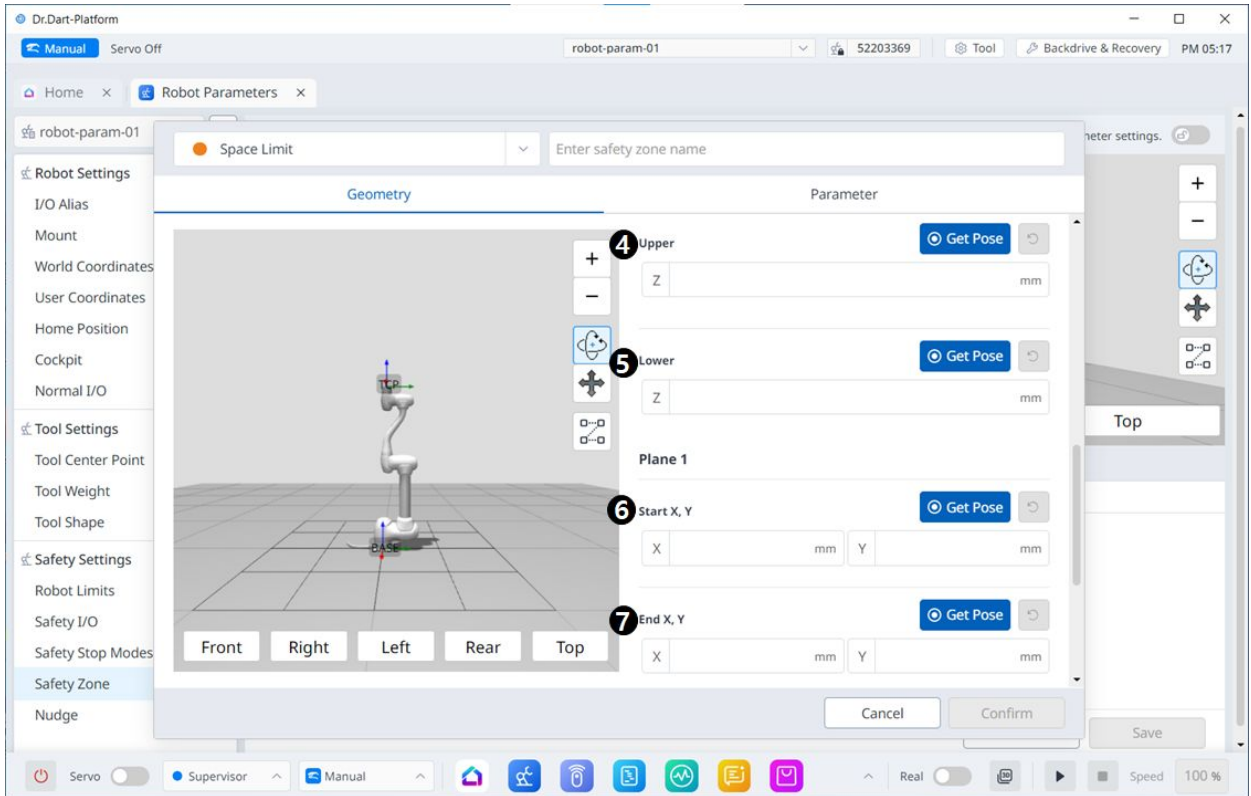 Dr.Dart-Platform
Manual Servo Off robot-param-01 52203369 Tool Backdrive & Recovery PM 05:17
Home Robot Parameters
robot-param-01
Space Limit Enter safety zone name
meter settings.
Geometry Parameter
Robot Settings
I/O Alias
Mount
World Coordinates
User Coordinates
Home Position
Cockpit
Normal I/O
Tool Settings
Tool Center Point
Tool Weight
Tool Shape
Safety Settings
Robot Limits
Safety I/O
Safety Stop Modes
Safety Zone
Nudge
TCP
BASE
Front Right Left Rear Top
4 Upper Get Pose
Z mm
5 Lower Get Pose
Z mm
Plane 1
6 Start X, Y Get Pose
X mm Y mm
7 End X, Y Get Pose
X mm Y mm
Cancel Confirm
Top
Save
Servo Supervisor Manual Real 3D Speed 100 %